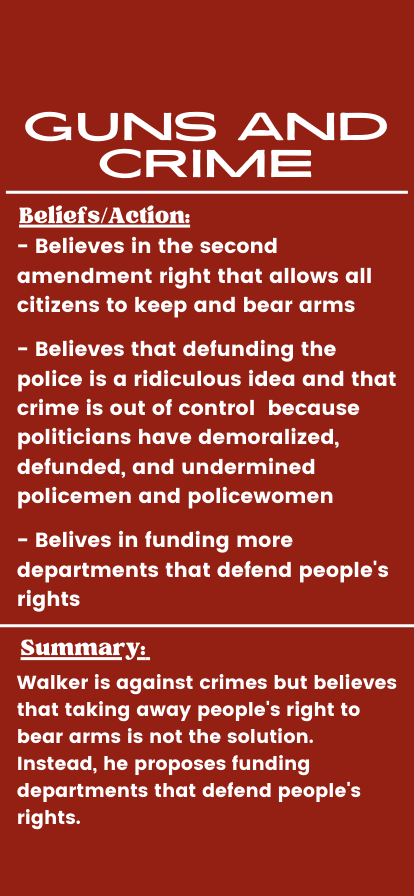 GUNS AND
CRIME
Beliefs/Action:
- Believes in the second
amendment right that allows all
citizens to keep and bear arms
- Believes that defunding the
police is a ridiculous idea and that
crime is out of control  because
politicians have demoralized,
defunded, and undermined
policemen and policewomen
- Belives in funding more
departments that defend people's
rights
Summary:
Walker is against crimes but believes
that taking away people's right to
bear arms is not the solution.
Instead, he proposes funding
departments that defend people's
rights.